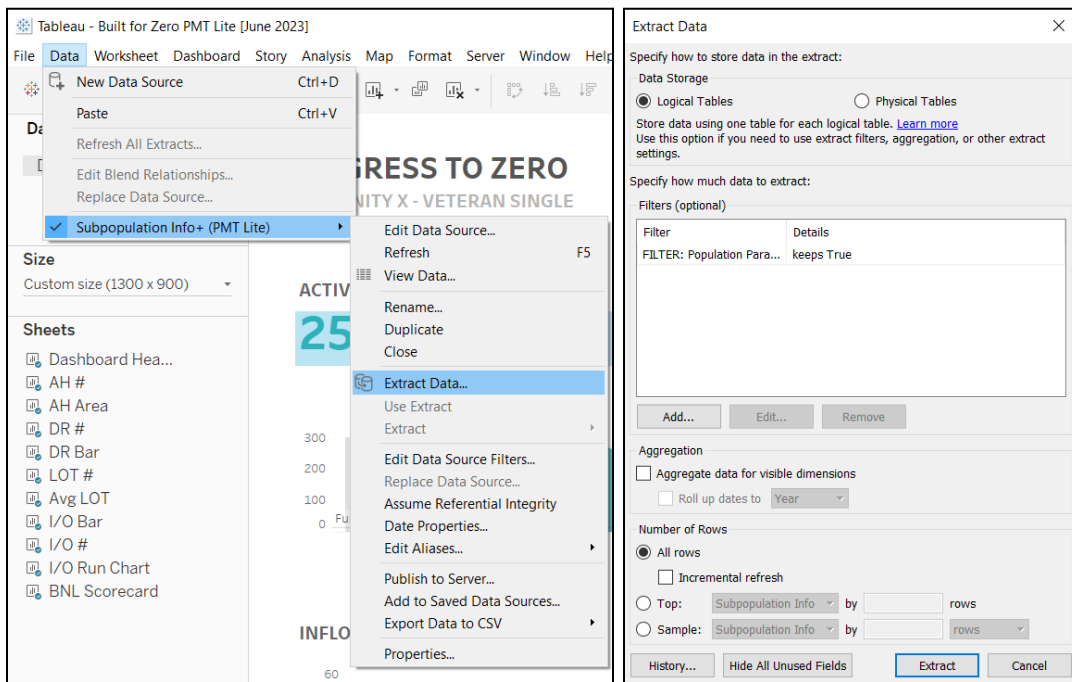 Tableau - Built for Zero PMT Lite [June 2023]
File Data Worksheet Dashboard Story Analysis Map Format Server Window Help
New Data Source Ctrl+D
Paste Ctrl+V
Refresh All Extracts...
Edit Blend Relationships...
Replace Data Source...
Subpopulation Info+ (PMT Lite)
Edit Data Source...
Refresh F5
View Data...
Rename...
Duplicate
Close
Extract Data...
Use Extract
Extract
Edit Data Source Filters...
Replace Data Source...
Assume Referential Integrity
Date Properties...
Edit Aliases...
Publish to Server...
Add to Saved Data Sources...
Export Data to CSV
Properties...
Da
GRESS TO ZERO
NITY X - VETERAN SINGLE
Size
Custom size (1300 x 900)
ACTIV
25
300
200
100
0 Fu
INFLO
60
Sheets
Dashboard Hea...
AH #
AH Area
DR #
DR Bar
LOT #
Avg LOT
I/O Bar
I/O #
I/O Run Chart
BNL Scorecard
Extract Data
Specify how to store data in the extract:
Data Storage
Logical Tables Physical Tables
Store data using one table for each logical table. Learn more
Use this option if you need to use extract filters, aggregation, or other extract
settings.
Specify how much data to extract:
Filters (optional)
Filter Details
FILTER: Population Para... keeps True
Add... Edit... Remove
Aggregation
Aggregate data for visible dimensions
Roll up dates to Year
Number of Rows
All rows
Incremental refresh
Top: Subpopulation Info by rows
Sample: Subpopulation Info by rows
History... Hide All Unused Fields Extract Cancel